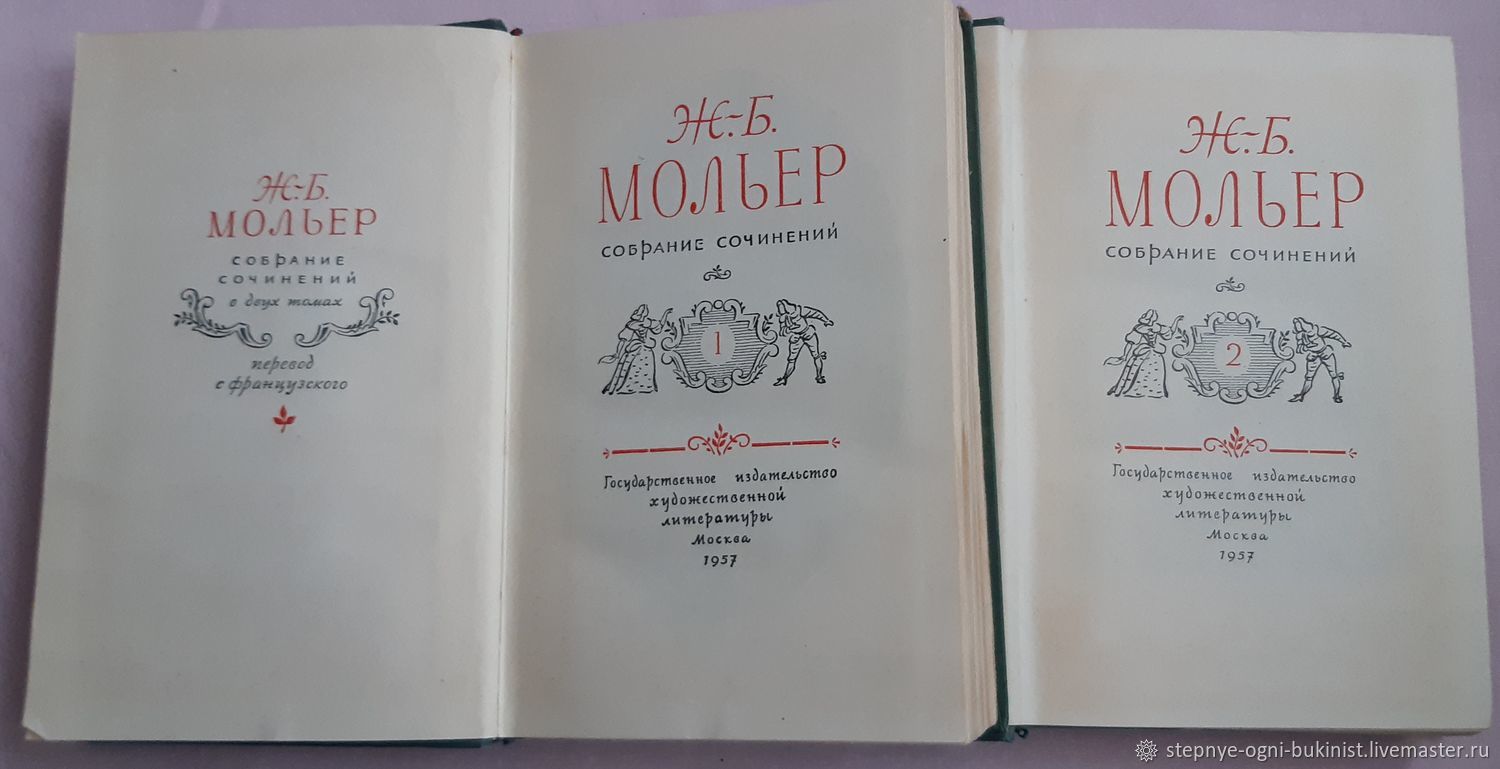 Ж.-Б.
МОЛЬЕР
СОБРАНИЕ
СОЧИНЕНИЙ
в двух томах
перевод
с французского
Ж.-Б.
МОЛЬЕР
СОБРАНИЕ СОЧИНЕНИЙ
1
Государственное издательство
художественной
литературы
Москва
1957
Ж.-Б.
МОЛЬЕР
СОБРАНИЕ СОЧИНЕНИЙ
2
Государственное издательство
художественной
литературы
Москва
1957
stepnye-ogni-bukinist.livemaster.ru